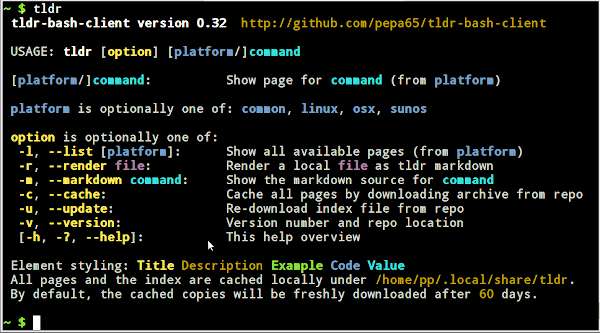 ~ $ tldr
tldr-bash-client version 0.32  http://github.com/pepa65/tldr-bash-client
USAGE: tldr [option] [platform/]command
[platform/]command:          Show page for command (from platform)
platform is optionally one of: common, linux, osx, sunos
option is optionally one of:
-l, --list [platform]:      Show all available pages (from platform)
-r, --render file:          Render a local file as tldr markdown
-m, --markdown command:     Show the markdown source for command
-c, --cache:                Cache all pages by downloading archive from repo
-u, --update:               Re-download index file from repo
-v, --version:              Version number and repo location
[-h, -?, --help]:           This help overview
Element styling: Title Description Example Code Value
All pages and the index are cached locally under /home/pp/.local/share/tldr.
By default, the cached copies will be freshly downloaded after 60 days.
~ $